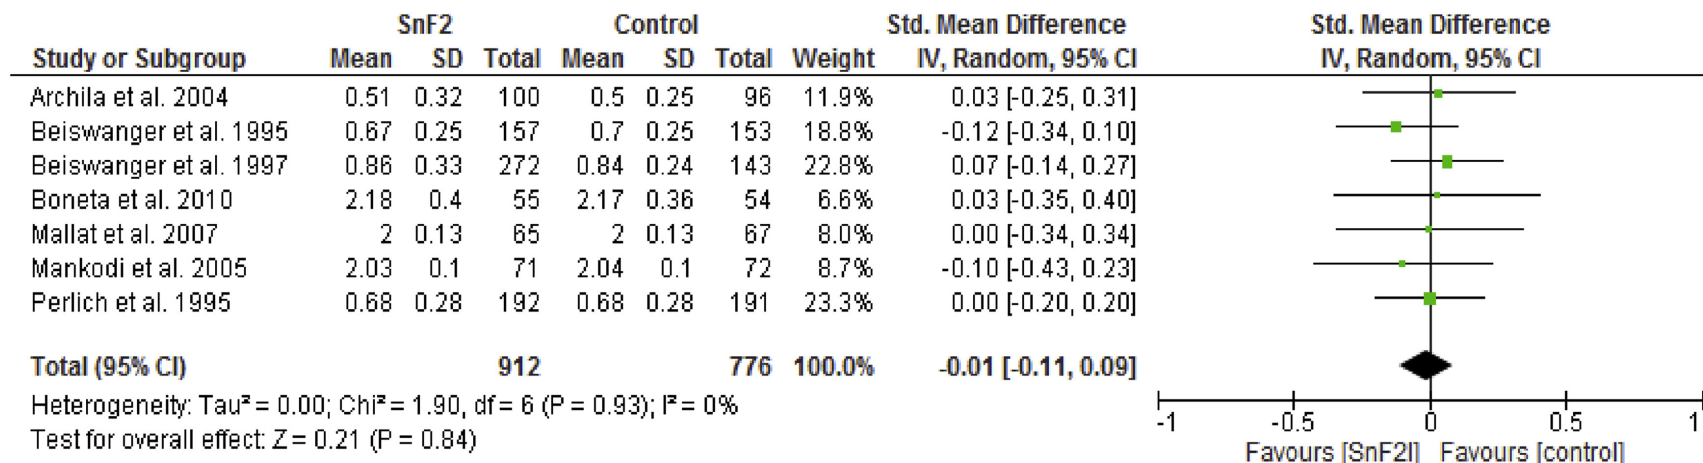 SnF2 Control Std. Mean Difference Std. Mean Difference
Study or Subgroup Mean SD Total Mean SD Total Weight IV, Random, 95% CI IV, Random, 95% CI
Archila et al. 2004 0.51 0.32 100 0.5 0.25 96 11.9% 0.03 [-0.25, 0.31]
Beiswanger et al. 1995 0.67 0.25 157 0.7 0.25 153 18.8% -0.12 [-0.34, 0.10]
Beiswanger et al. 1997 0.86 0.33 272 0.84 0.24 143 22.8% 0.07 [-0.14, 0.27]
Boneta et al. 2010 2.18 0.4 55 2.17 0.36 54 6.6% 0.03 [-0.35, 0.40]
Mallat et al. 2007 2 0.13 65 2 0.13 67 8.0% 0.00 [-0.34, 0.34]
Mankodi et al. 2005 2.03 0.1 71 2.04 0.1 72 8.7% -0.10 [-0.43, 0.23]
Perlich et al. 1995 0.68 0.28 192 0.68 0.28 191 23.3% 0.00 [-0.20, 0.20]
Total (95% CI) 912 776 100.0% -0.01 [-0.11, 0.09]
Heterogeneity: Tau² = 0.00; Chi² = 1.90, df = 6 (P = 0.93); I² = 0%
Test for overall effect: Z = 0.21 (P = 0.84)
-1 -0.5 0 0.5 1
Favours [SnF2I] Favours [control]